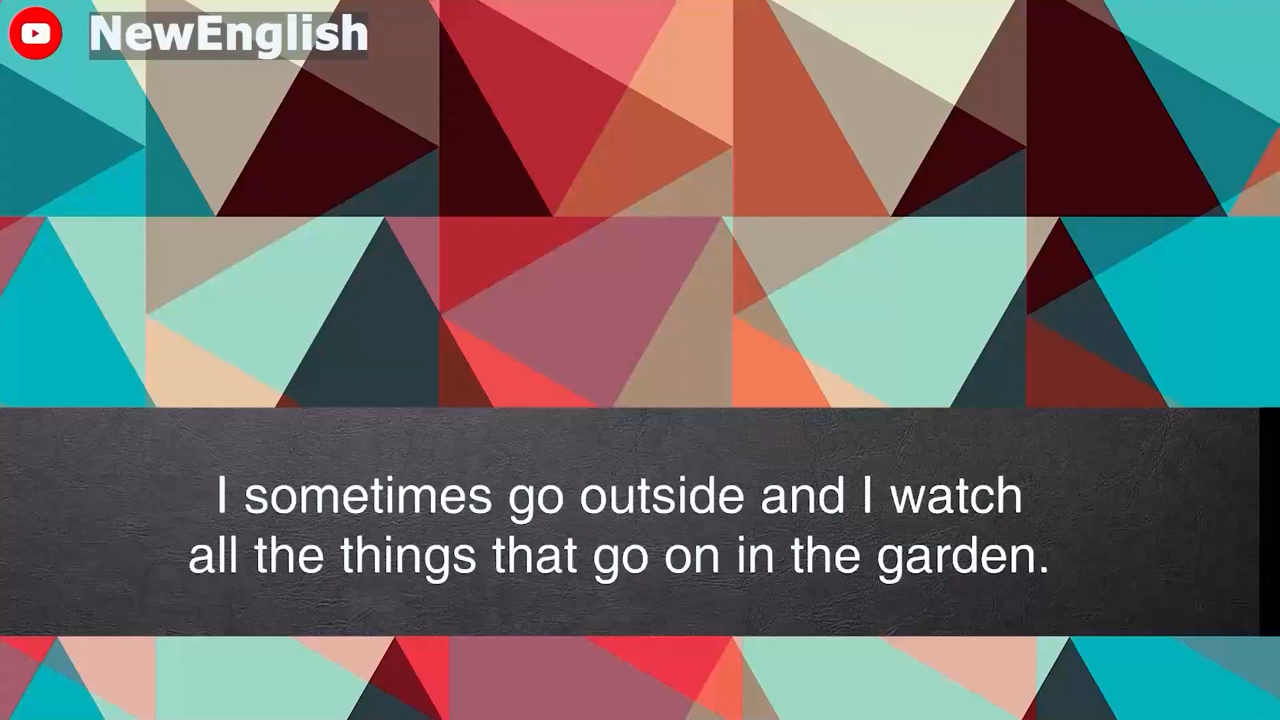 NewEnglish
I sometimes go outside and I watch
all the things that go on in the garden.